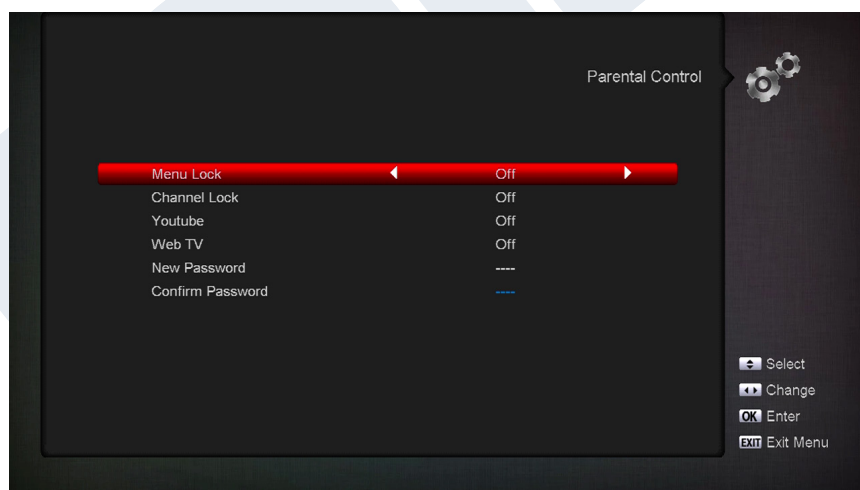 Parental Control
Menu Lock Off
Channel Lock Off
Youtube Off
Web TV Off
New Password ----
Confirm Password ----
Select
Change
OK Enter
EXIT Exit Menu